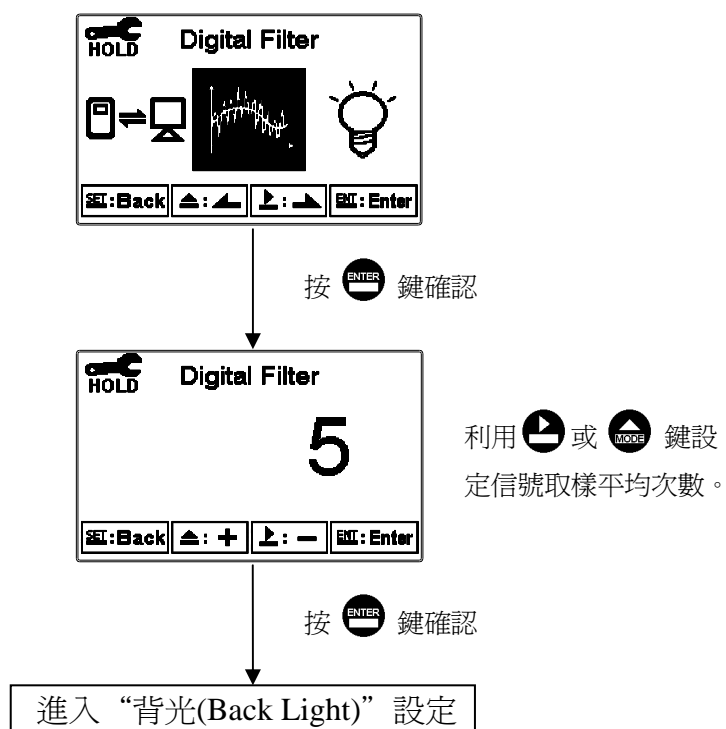 HOLD Digital Filter
SET:Back ▲: ▶: ENT:Enter
按 ENTER 鍵確認
HOLD Digital Filter
5
SET:Back ▲:+ ▶:− ENT:Enter
利用 或 MODE 鍵設
定信號取樣平均次數。
按 ENTER 鍵確認
進入“背光(Back Light)”設定